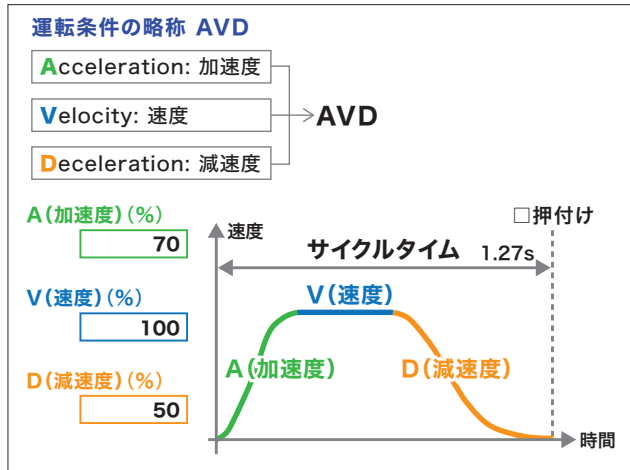 運転条件の略称 AVD
Acceleration: 加速度
Velocity: 速度
Deceleration: 減速度
AVD
A(加速度)(%)
70
V(速度)(%)
100
D(減速度)(%)
50
速度
□押付け
サイクルタイム 1.27s
V(速度)
A(加速度)
D(減速度)
時間